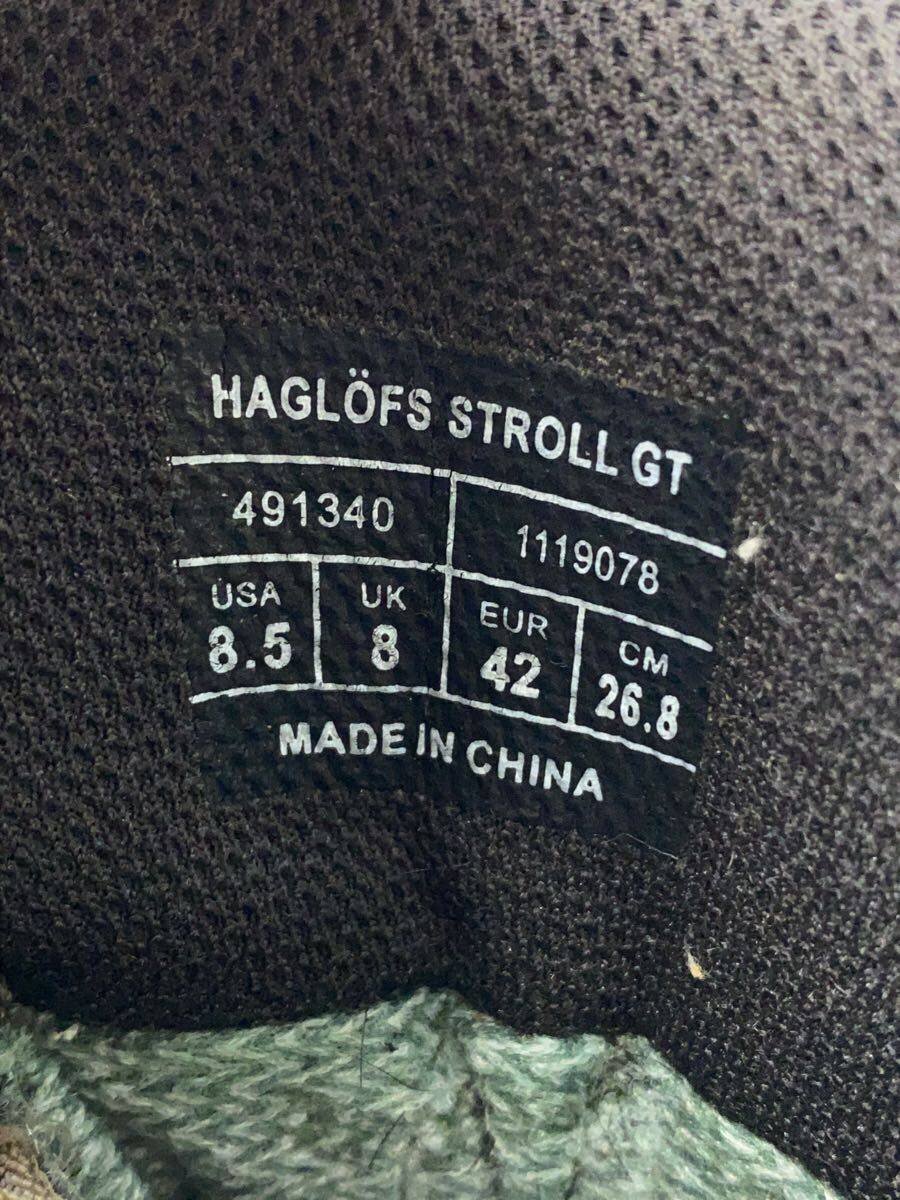 HAGLÖFS STROLL GT
491340 1119078
USA UK EUR CM
8.5 8 42 26.8
MADE IN CHINA